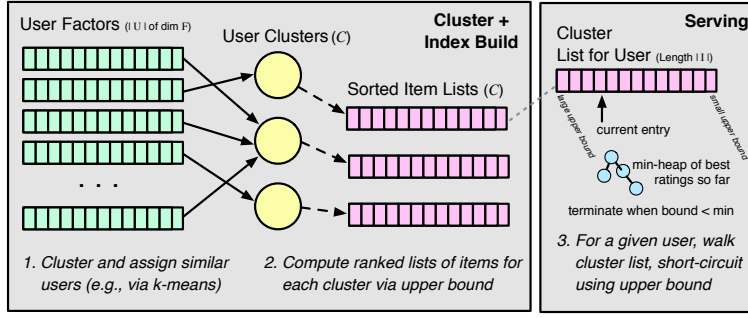 User Factors (|U| of dim F)
User Clusters (C)
Cluster +
Index Build
Sorted Item Lists (C)
. . .
1. Cluster and assign similar
users (e.g., via k-means)
2. Compute ranked lists of items for
each cluster via upper bound
Serving
Cluster
List for User (Length |I|)
large upper bound
small upper bound
current entry
min-heap of best
ratings so far
terminate when bound < min
3. For a given user, walk
cluster list, short-circuit
using upper bound